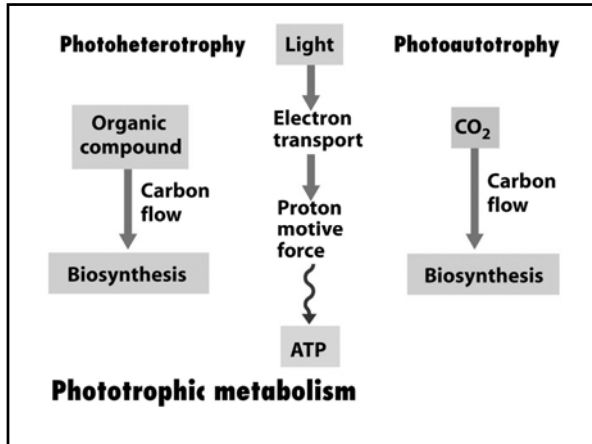 Photoheterotrophy
Light
Photoautotrophy
Organic
compound
Carbon
flow
Biosynthesis
Electron
transport
Proton
motive
force
ATP
CO₂
Carbon
flow
Biosynthesis
Phototrophic metabolism